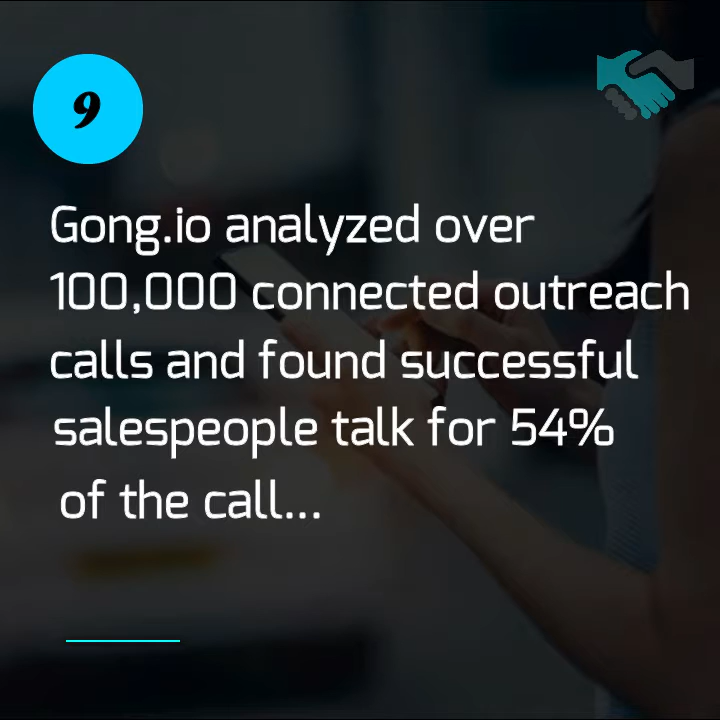 9
Gong.io analyzed over
100,000 connected outreach
calls and found successful
salespeople talk for 54%
of the call...